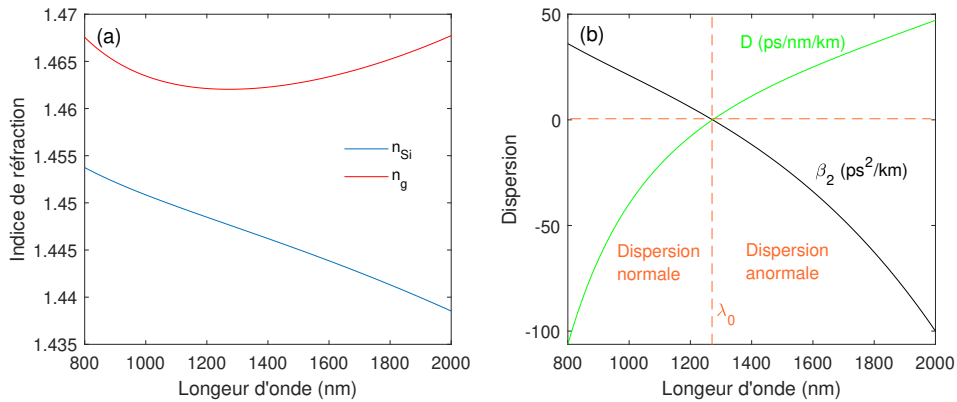 (a)
1.47
1.465
1.46
1.455
1.45
1.445
1.44
1.435
Indice de réfraction
n_Si
n_g
800 1000 1200 1400 1600 1800 2000
Longeur d'onde (nm)
(b)
50
0
-50
-100
Dispersion
D (ps/nm/km)
β_2 (ps^2/km)
Dispersion
normale
Dispersion
anormale
λ_0
800 1000 1200 1400 1600 1800 2000
Longeur d'onde (nm)